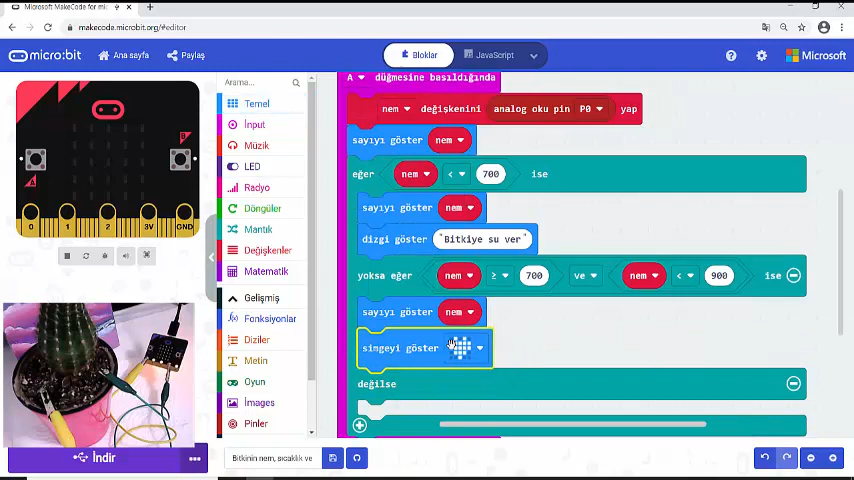 Microsoft MakeCode for micro:bit
makecode.microbit.org/#editor
micro:bit
Ana sayfa
Paylaş
Bloklar
JavaScript
Microsoft
Arama...
Temel
İnput
Müzik
LED
Radyo
Döngüler
Mantık
Değişkenler
Matematik
Gelişmiş
Fonksiyonlar
Diziler
Metin
Oyun
İmages
Pinler
A
B
0 1 2 3V GND
A düğmesine basıldığında
nem değişkenini analog oku pin P0 yap
sayıyı göster nem
eğer nem < 700 ise
sayıyı göster nem
dizgi göster "Bitkiye su ver"
yoksa eğer nem ≥ 700 ve nem < 900 ise
sayıyı göster nem
simgeyi göster
değilse
İndir
Bitkinin nem, sıcaklık ve